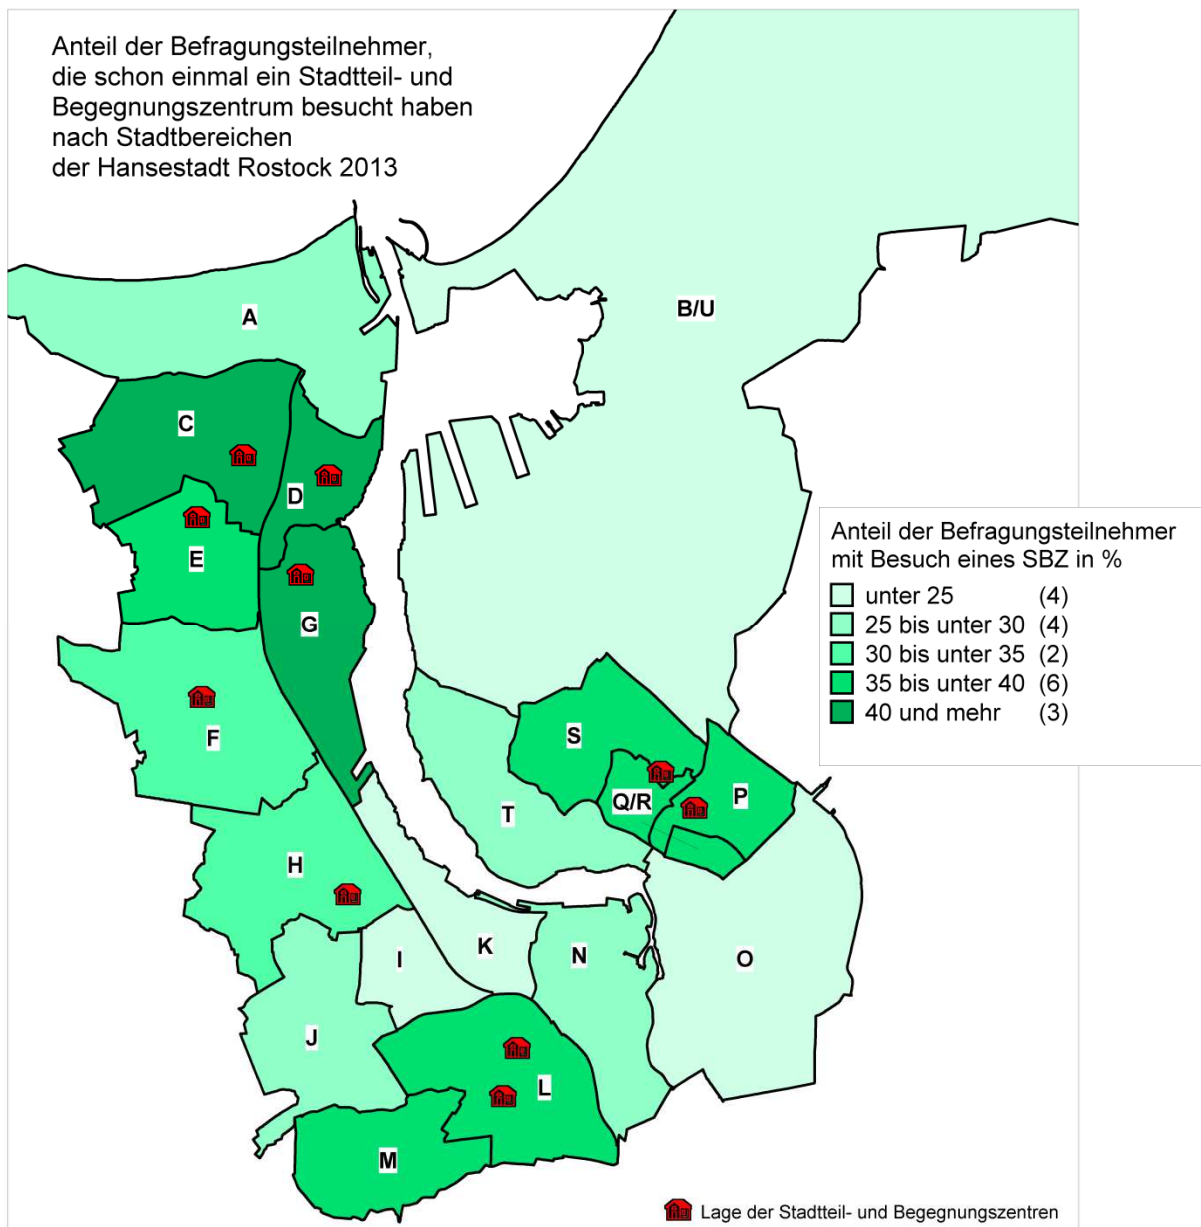 Anteil der Befragungsteilnehmer,
die schon einmal ein Stadtteil- und
Begegnungszentrum besucht haben
nach Stadtbereichen
der Hansestadt Rostock 2013
A
B/U
C
D
E
G
F
S
Q/R
P
T
H
I
K
N
O
J
L
M
Anteil der Befragungsteilnehmer
mit Besuch eines SBZ in %
unter 25 (4)
25 bis unter 30 (4)
30 bis unter 35 (2)
35 bis unter 40 (6)
40 und mehr (3)
Lage der Stadtteil- und Begegnungszentren